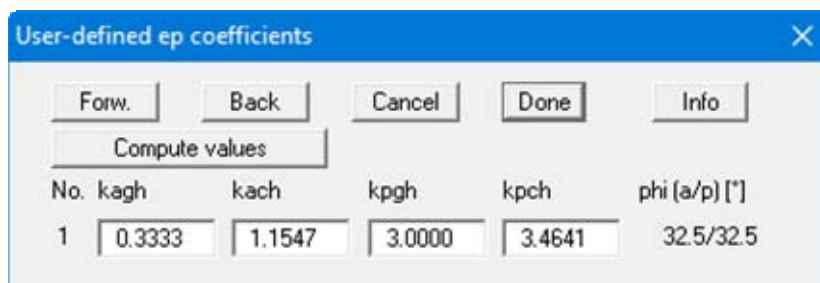 User-defined ep coefficients
Forw. Back Cancel Done Info
Compute values
No. kagh kach kpgh kpch phi (a/p) [°]
1 0.3333 1.1547 3.0000 3.4641 32.5/32.5